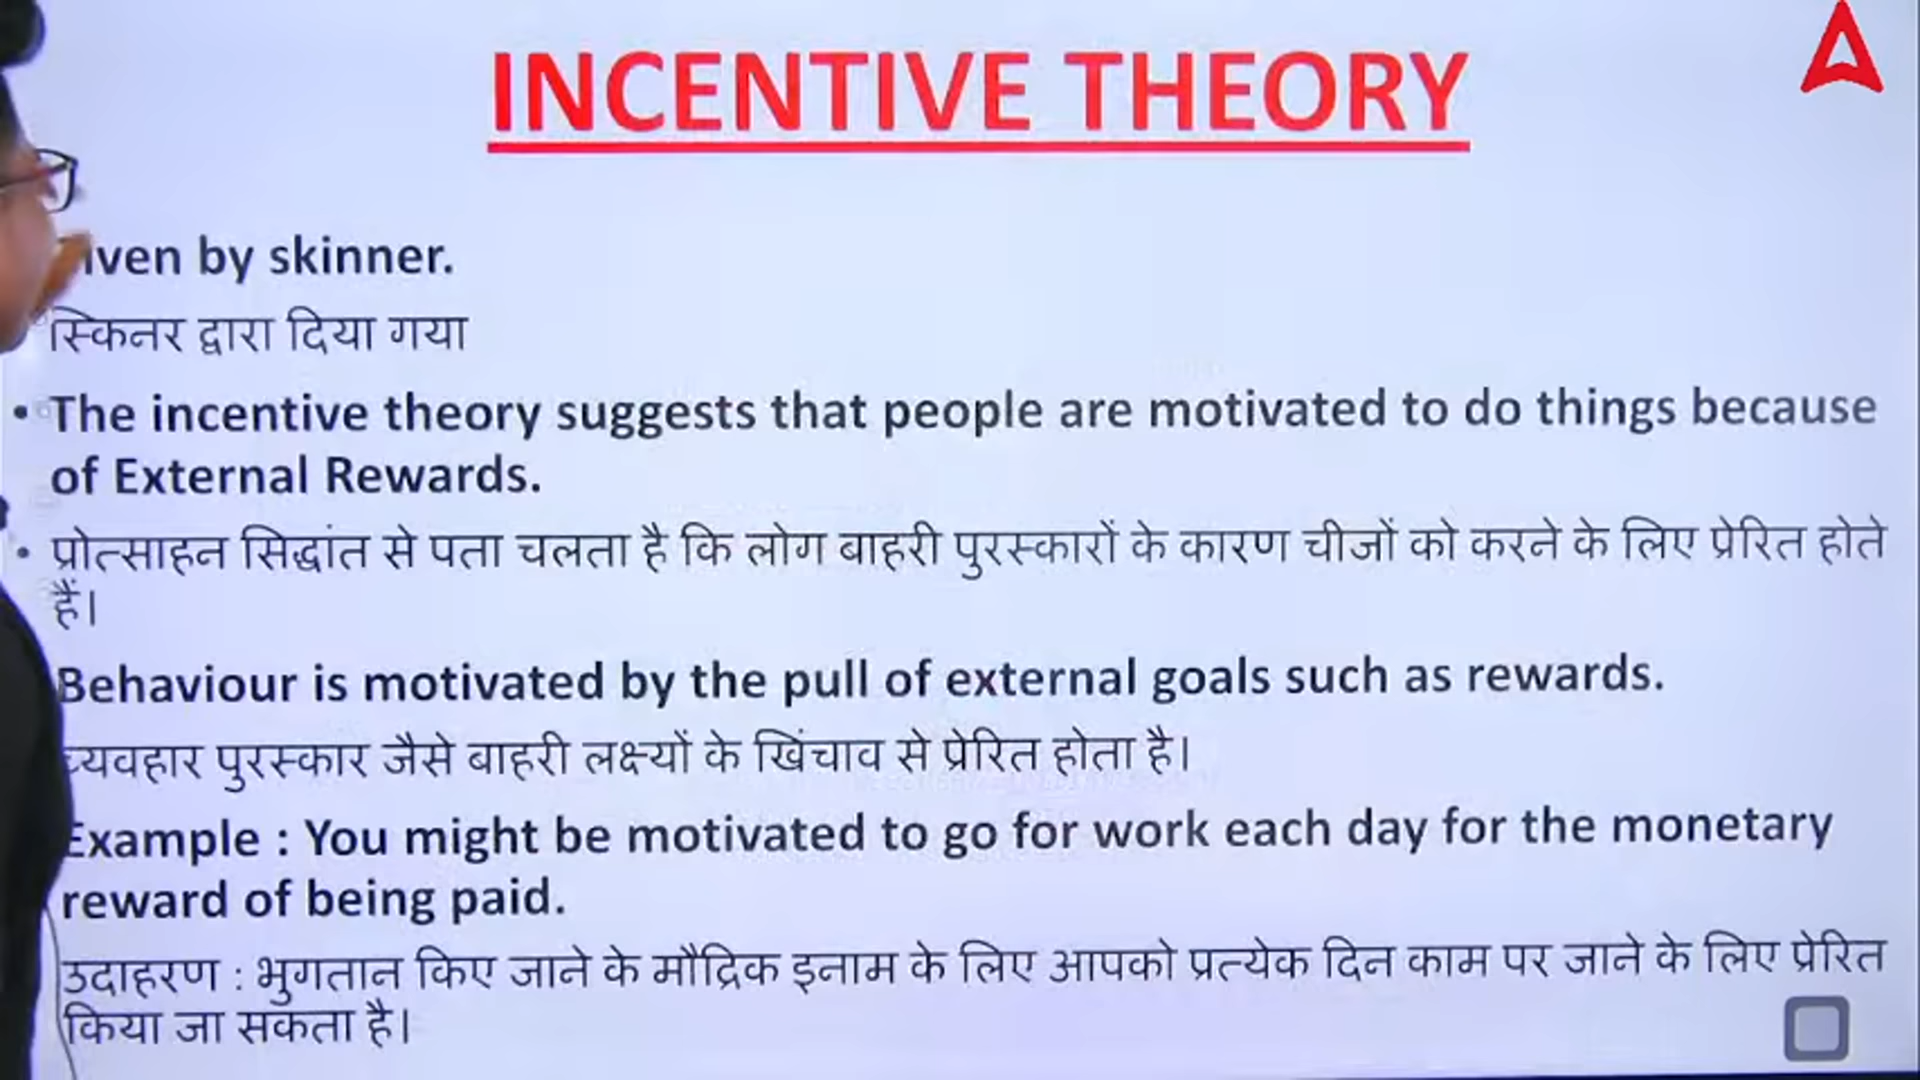 INCENTIVE THEORY
iven by skinner.
स्किनर द्वारा दिया गया
• The incentive theory suggests that people are motivated to do things because
of External Rewards.
• प्रोत्साहन सिद्धांत से पता चलता है कि लोग बाहरी पुरस्कारों के कारण चीजों को करने के लिए प्रेरित होते
हैं।
Behaviour is motivated by the pull of external goals such as rewards.
व्यवहार पुरस्कार जैसे बाहरी लक्ष्यों के खिंचाव से प्रेरित होता है।
Example : You might be motivated to go for work each day for the monetary
reward of being paid.
उदाहरण : भुगतान किए जाने के मौद्रिक इनाम के लिए आपको प्रत्येक दिन काम पर जाने के लिए प्रेरित
किया जा सकता है।